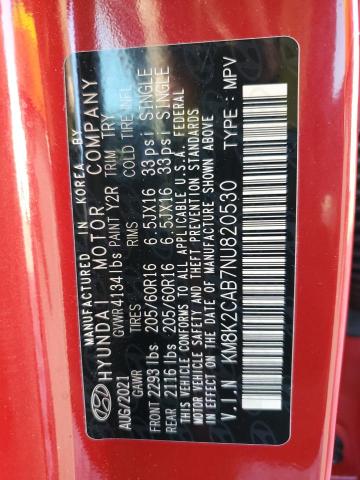 MANUFACTURED IN KOREA BY
HYUNDAI MOTOR COMPANY
AUG/2021 GVWR 4134 lbs PAINT Y2R TRIM TRY
GAWR TIRES RIMS COLD TIRE INFL
FRONT 2293 lbs 205/60R16 6.5JX16 33psi SINGLE
REAR 2116 lbs 205/60R16 6.5JX16 33 psi SINGLE
THIS VEHICLE CONFORMS TO ALL APPLICABLE U.S.A. FEDERAL
MOTOR VEHICLE SAFETY AND THEFT PREVENTION STANDARDS
IN EFFECT ON THE DATE OF MANUFACTURE SHOWN ABOVE.
V.I.N : KM8K2CAB7NU820530 TYPE : MPV